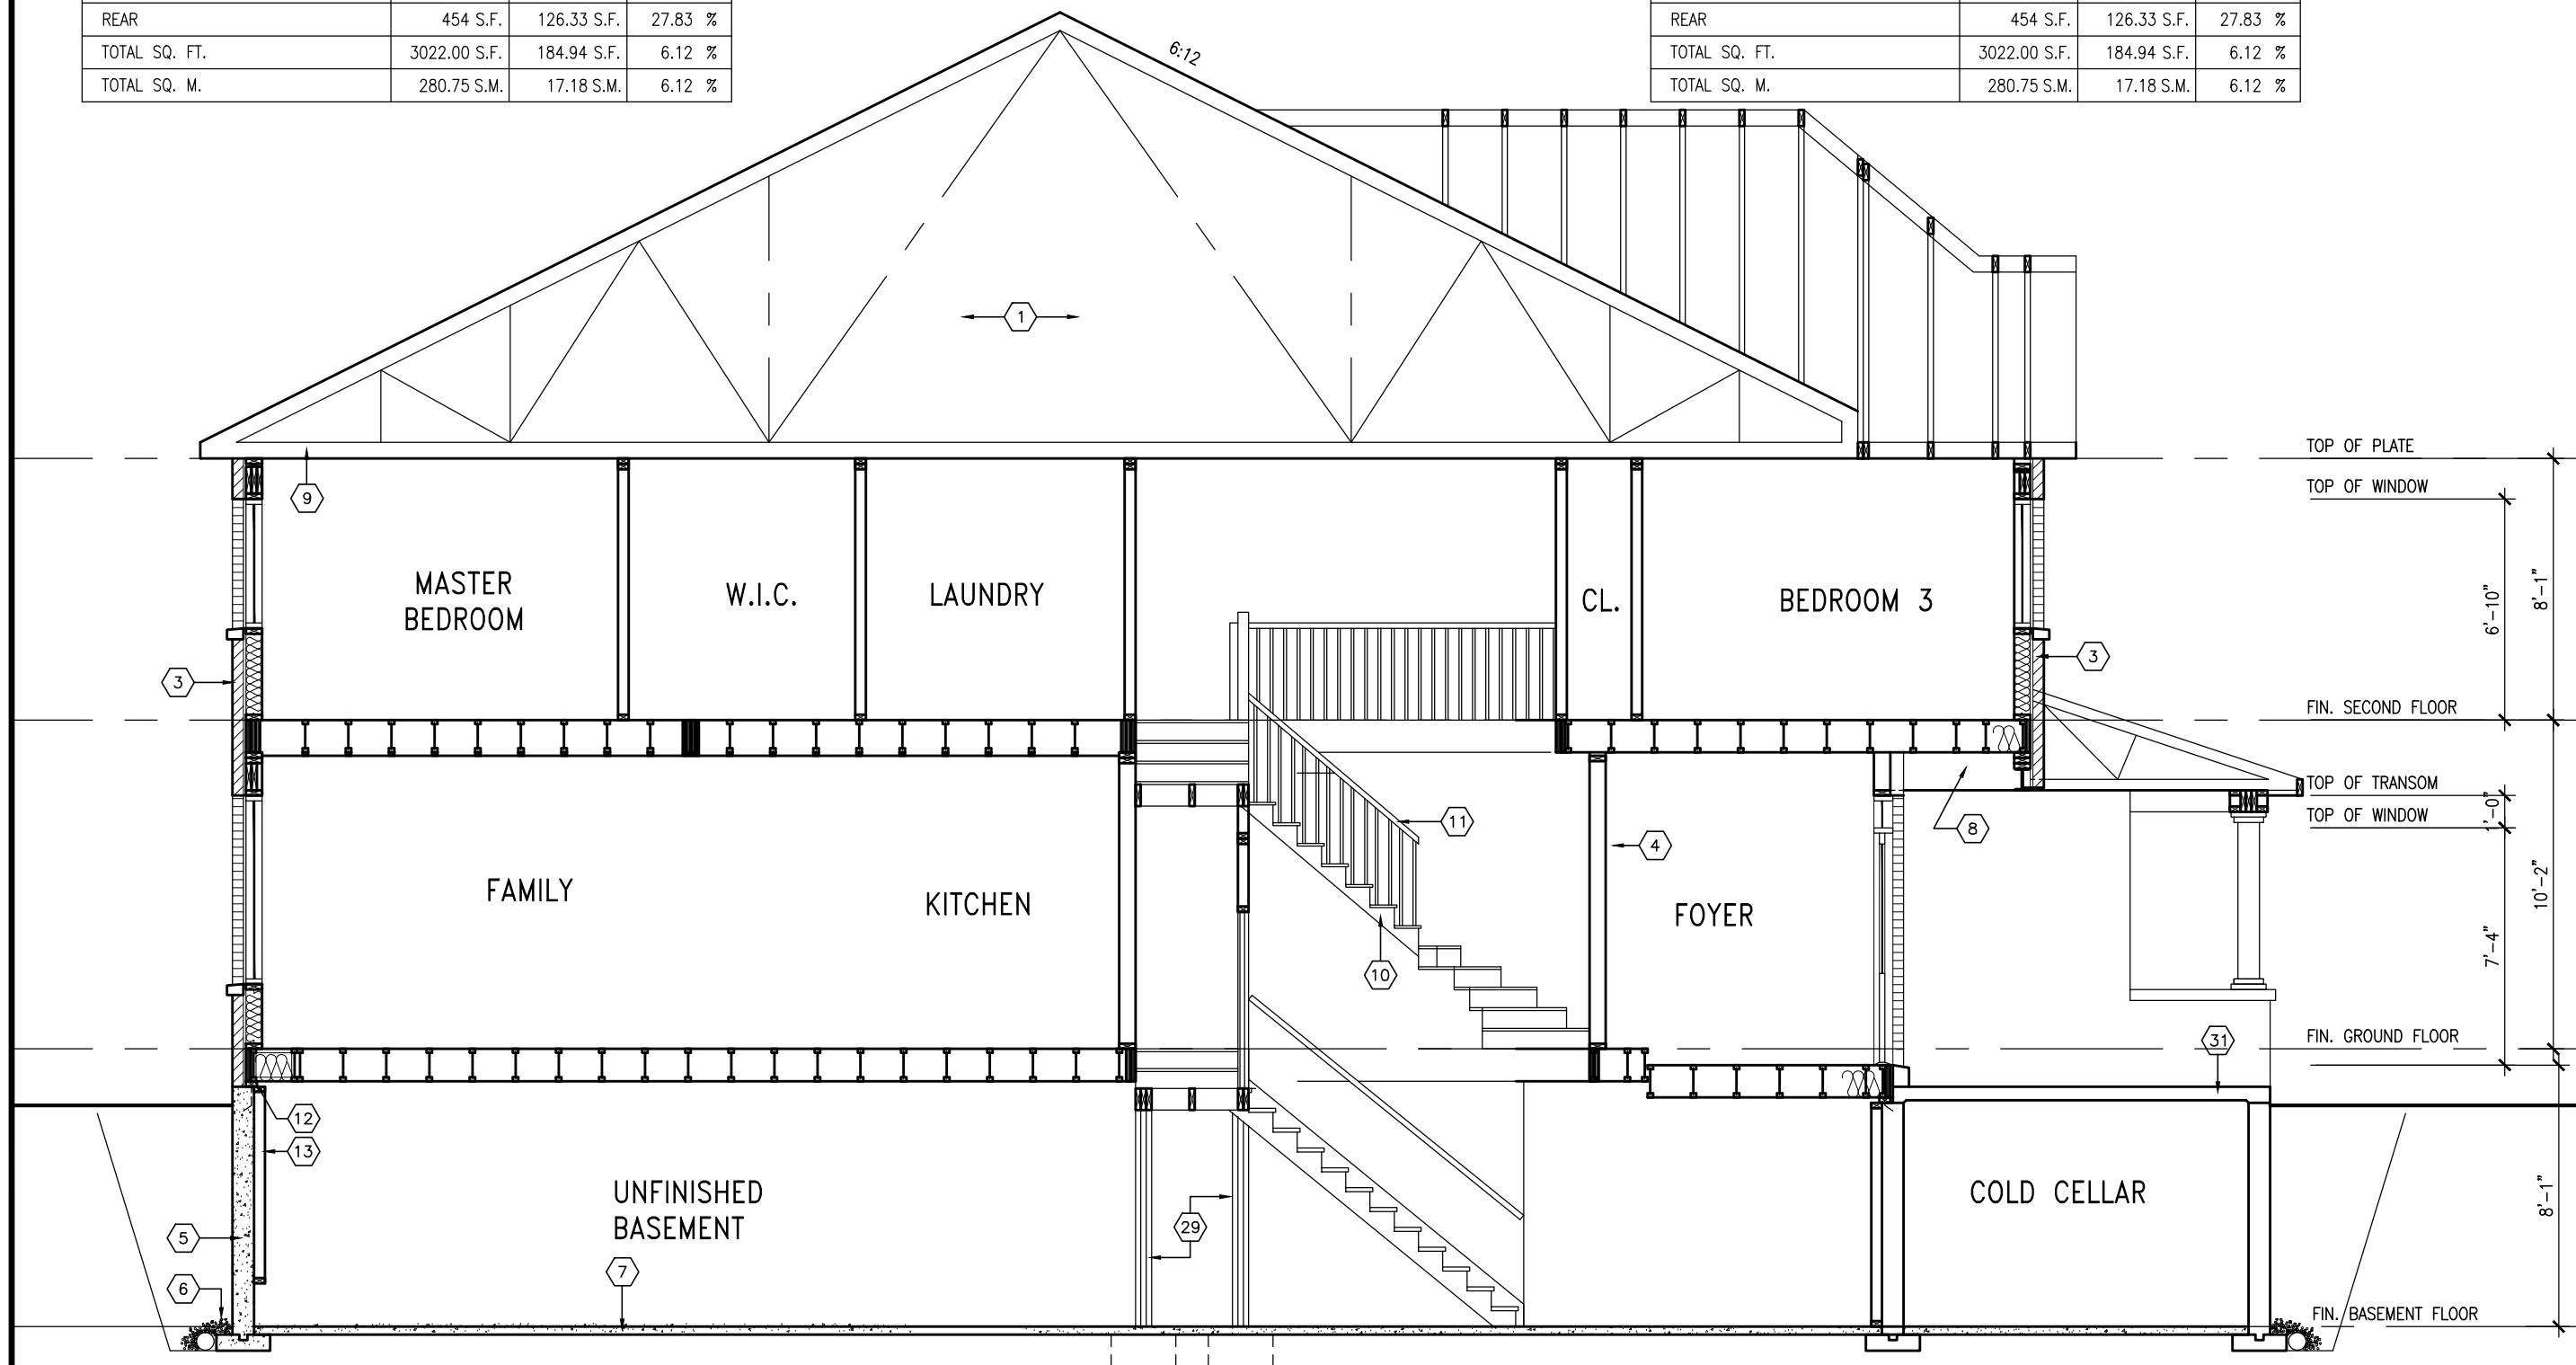 REAR 454 S.F. 126.33 S.F. 27.83 %
TOTAL SQ. FT. 3022.00 S.F. 184.94 S.F. 6.12 %
TOTAL SQ. M. 280.75 S.M. 17.18 S.M. 6.12 %
REAR 454 S.F. 126.33 S.F. 27.83 %
TOTAL SQ. FT. 3022.00 S.F. 184.94 S.F. 6.12 %
TOTAL SQ. M. 280.75 S.M. 17.18 S.M. 6.12 %
6:12
1
9
TOP OF PLATE
TOP OF WINDOW
MASTER
BEDROOM
W.I.C.
LAUNDRY
CL.
BEDROOM 3
6'-10"
8'-1"
3
3
FIN. SECOND FLOOR
TOP OF TRANSOM
1'-0"
TOP OF WINDOW
11
4
8
FAMILY
KITCHEN
FOYER
10
7'-4"
10'-2"
FIN. GROUND FLOOR
31
12
13
UNFINISHED
BASEMENT
COLD CELLAR
8'-1"
5
29
7
6
FIN. BASEMENT FLOOR